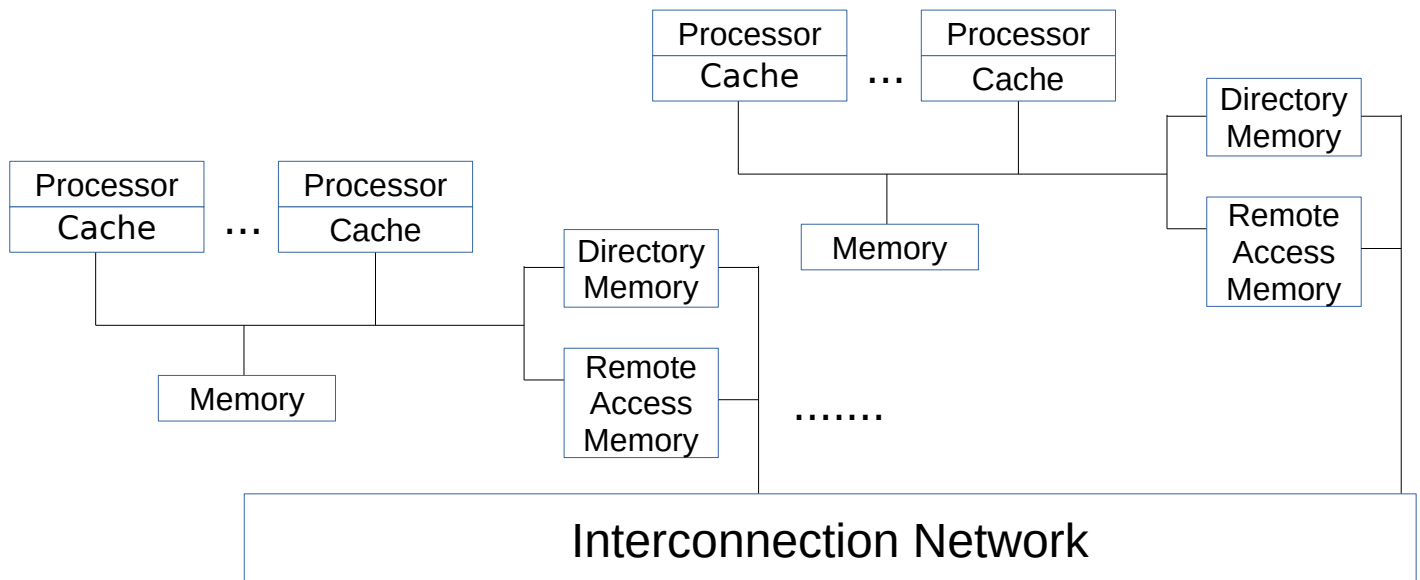 Processor
Cache
...
Processor
Cache
Memory
Directory
Memory
Remote
Access
Memory
Processor
Cache
...
Processor
Cache
Memory
Directory
Memory
Remote
Access
Memory
.......
Interconnection Network